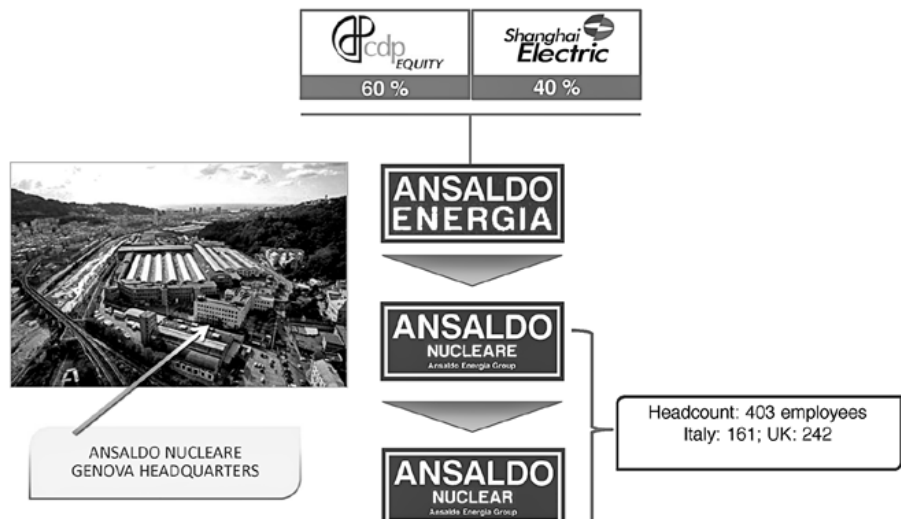 cdp
EQUITY
60 %
Shanghai
Electric
40 %
ANSALDO
ENERGIA
ANSALDO
NUCLEARE
Ansaldo Energia Group
ANSALDO NUCLEARE
GENOVA HEADQUARTERS
Headcount: 403 employees
Italy: 161; UK: 242
ANSALDO
NUCLEAR
Ansaldo Energia Group